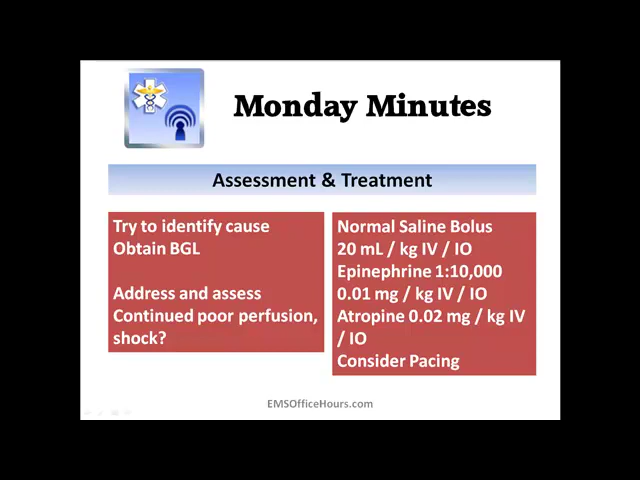 Monday Minutes
Assessment & Treatment
Try to identify cause
Obtain BGL
Address and assess
Continued poor perfusion,
shock?
Normal Saline Bolus
20 mL / kg IV / IO
Epinephrine 1:10,000
0.01 mg / kg IV / IO
Atropine 0.02 mg / kg IV
/ IO
Consider Pacing
EMSOfficeHours.com